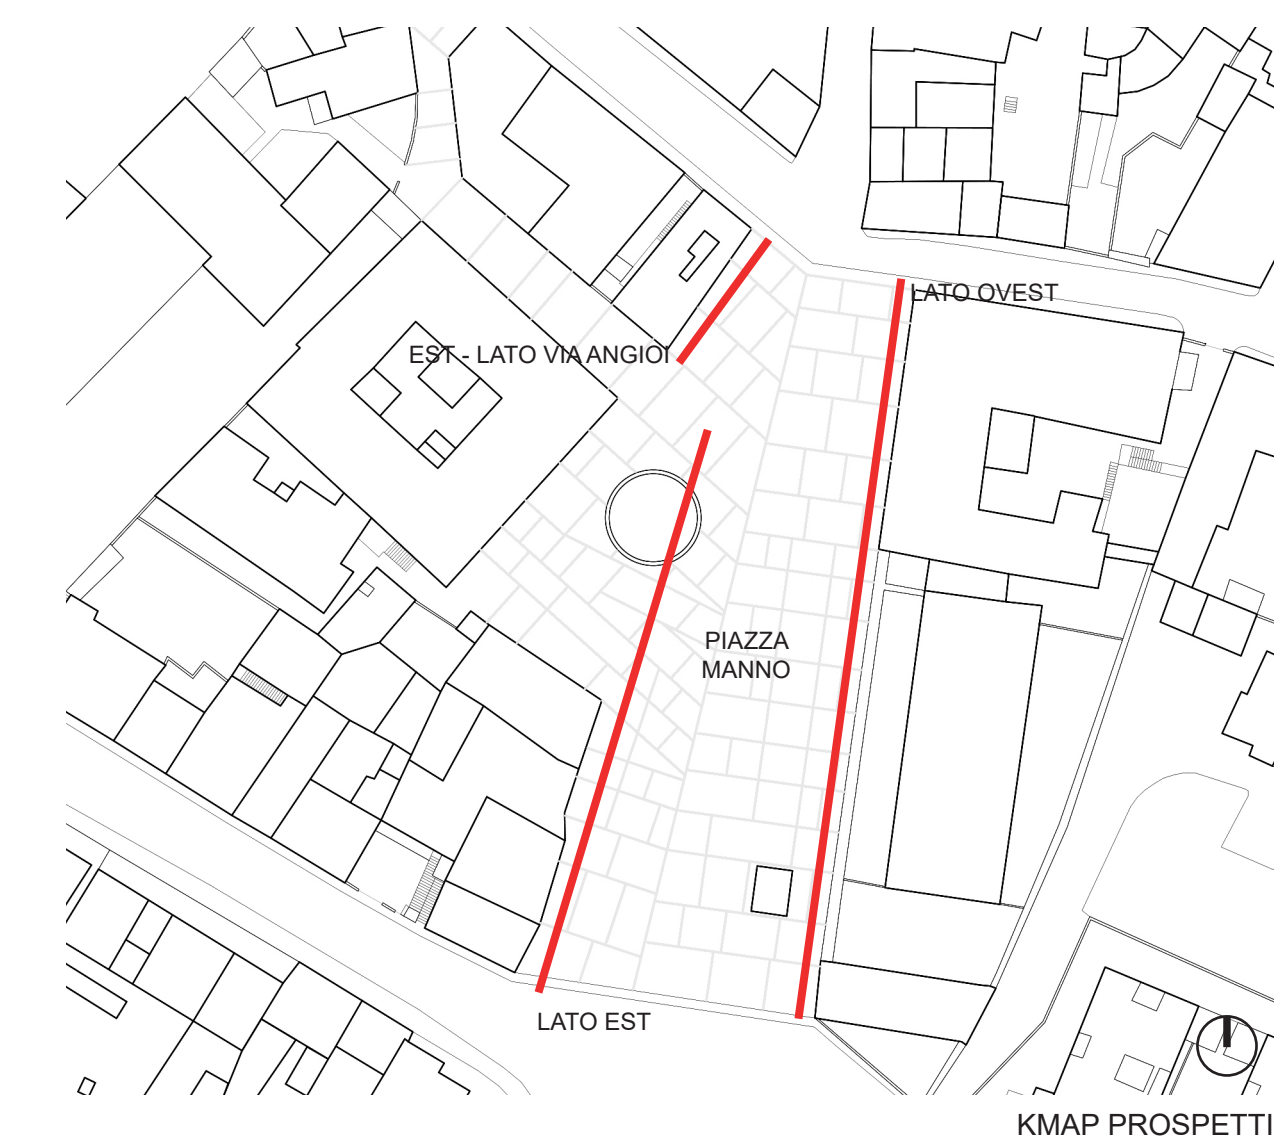 LATO OVEST
EST - LATO VIA ANGIOI
PIAZZA
MANNO
LATO EST
KMAP PROSPETTI